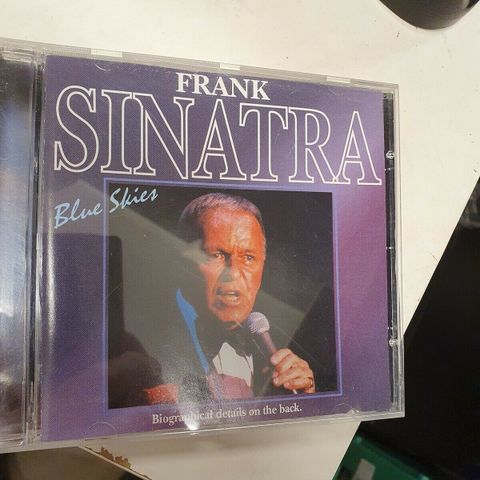 FRANK
SINATRA
Blue Skies
Biographical details on the back.